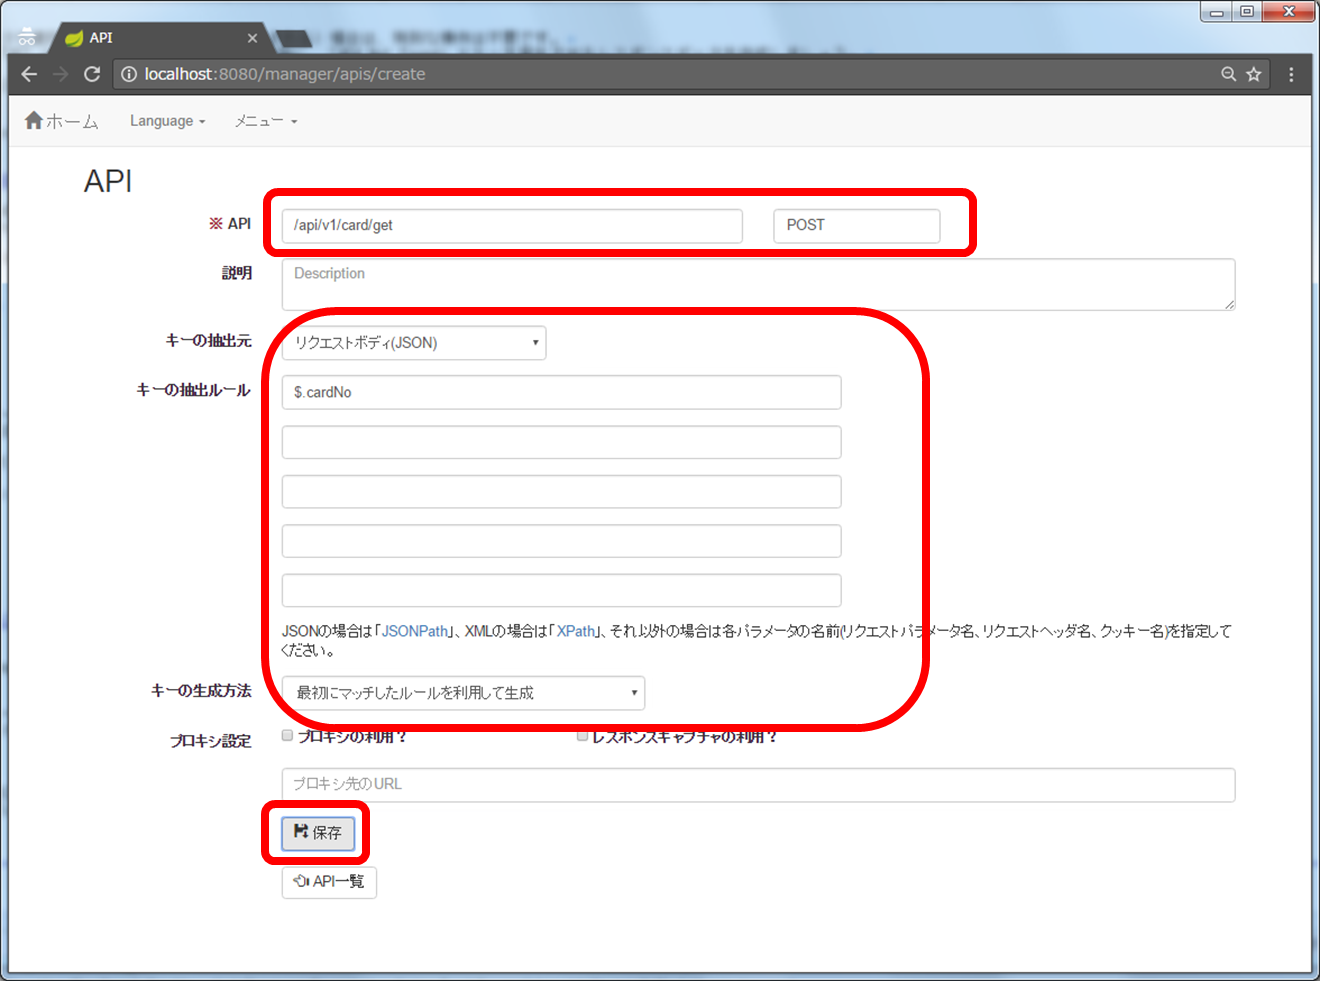 API
localhost:8080/manager/apis/create
ホーム Language メニュー
API
※ API /api/v1/card/get POST
説明 Description
キーの抽出元 リクエストボディ(JSON)
キーの抽出ルール $.cardNo
JSONの場合は「JSONPath」、XMLの場合は「XPath」、それ以外の場合は各パラメータの名前(リクエストパラメータ名、リクエストヘッダ名、クッキー名)を指定して
ください。
キーの生成方法 最初にマッチしたルールを利用して生成
プロキシ設定 プロキシの利用？ レスポンスキャプチャの利用？
プロキシ先のURL
保存
API一覧